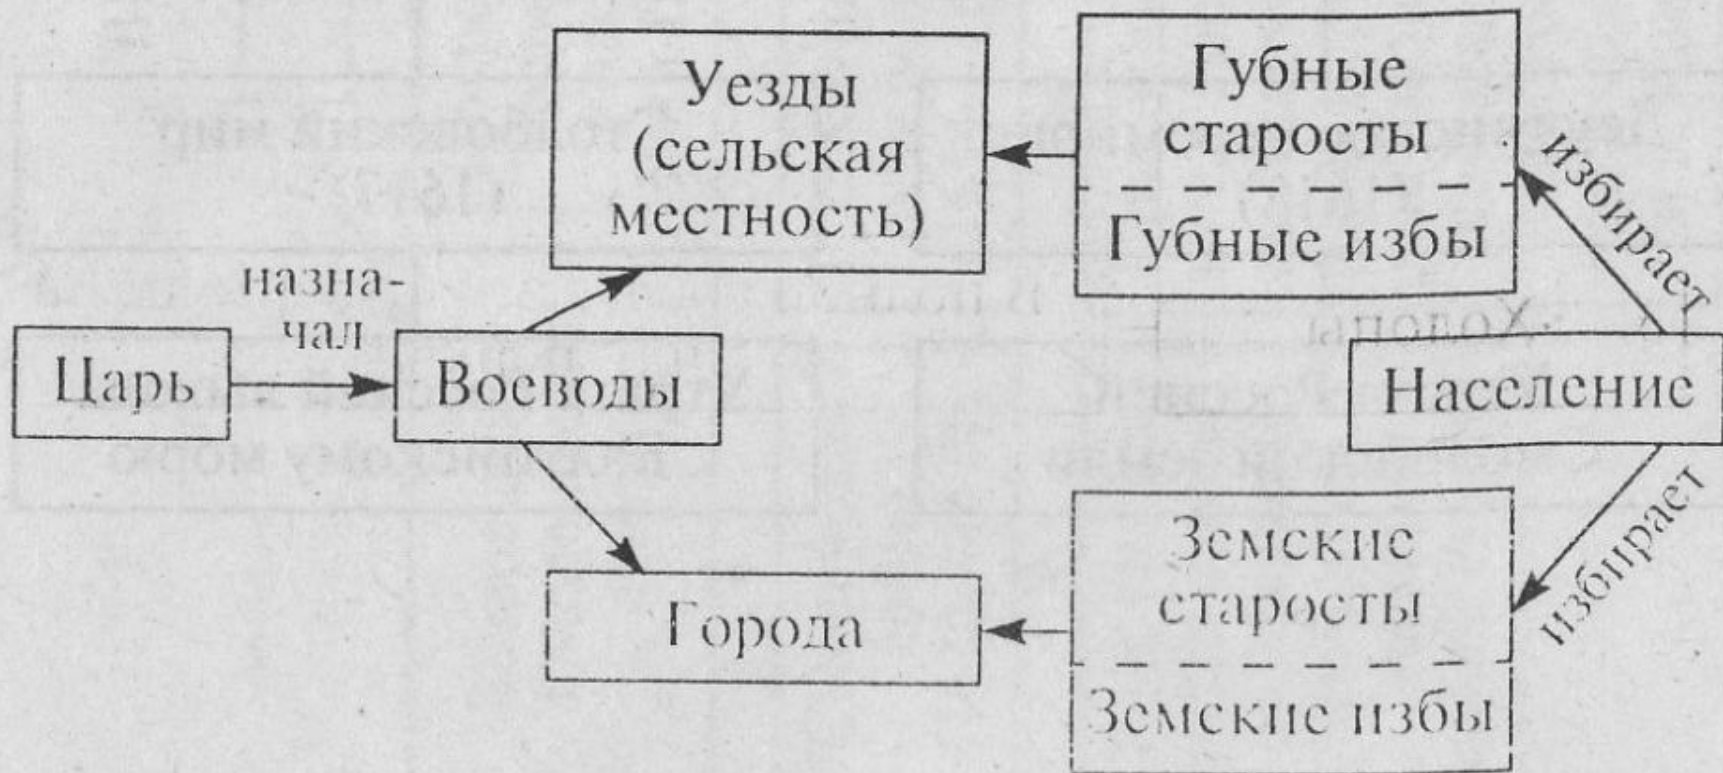 Уезды
(сельская
местность)
Губные
старосты
Губные избы
избирает
назна-
чал
Царь
Воеводы
Население
избирает
Города
Земские
старосты
Земские избы